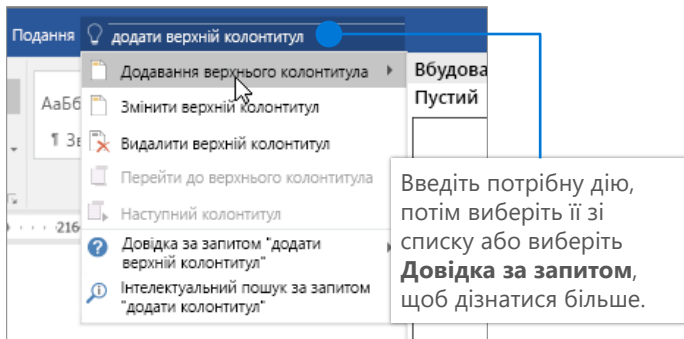 Подання додати верхній колонтитул
Додавання верхнього колонтитула
Вбудова
Пустий
АаБб
Змінити верхній колонтитул
¶ Зв
Видалити верхній колонтитул
Перейти до верхнього колонтитула
Наступний колонтитул
216
Довідка за запитом "додати
верхній колонтитул"
Інтелектуальний пошук за запитом
"додати колонтитул"
Введіть потрібну дію,
потім виберіть її зі
списку або виберіть
Довідка за запитом,
щоб дізнатися більше.